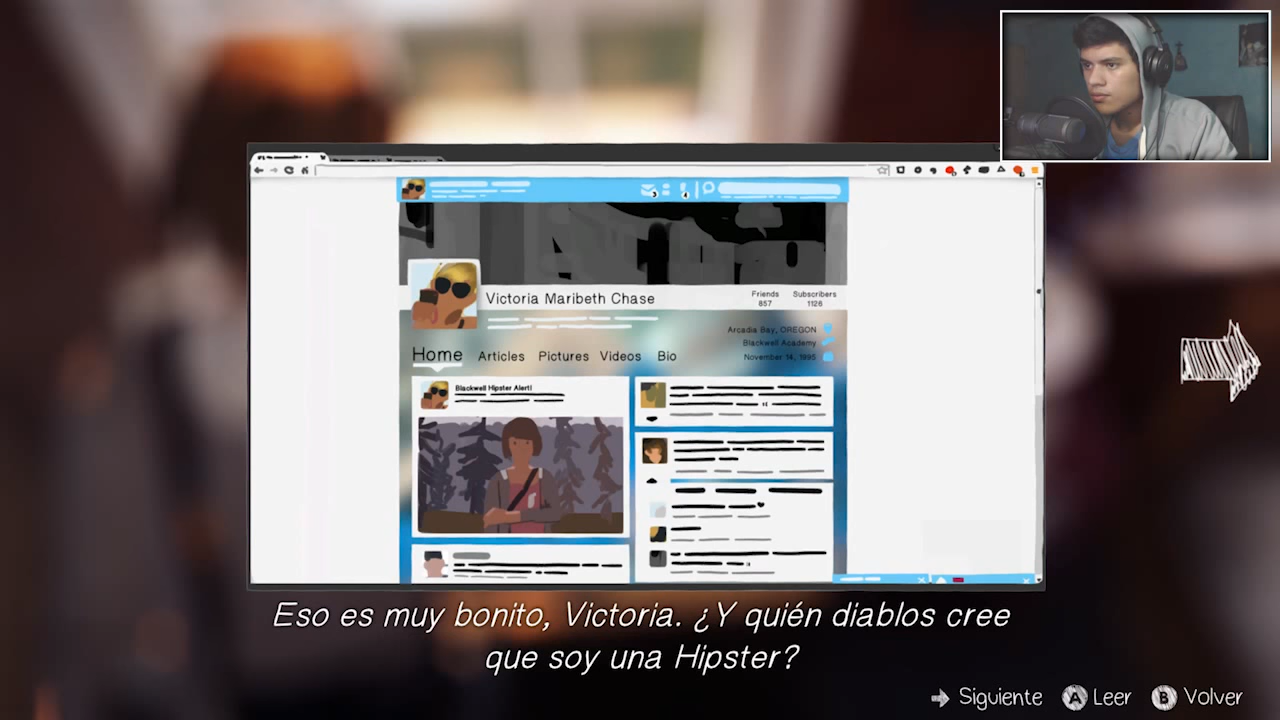 Victoria Maribeth Chase
Friends
857
Subscribers
1126
Arcadia Bay, OREGON
Blackwell Academy
November 14, 1995
Home Articles Pictures Videos Bio
Blackwell Hipster Alert!
Eso es muy bonito, Victoria. ¿Y quién diablos cree
que soy una Hipster?
Siguiente A Leer B Volver